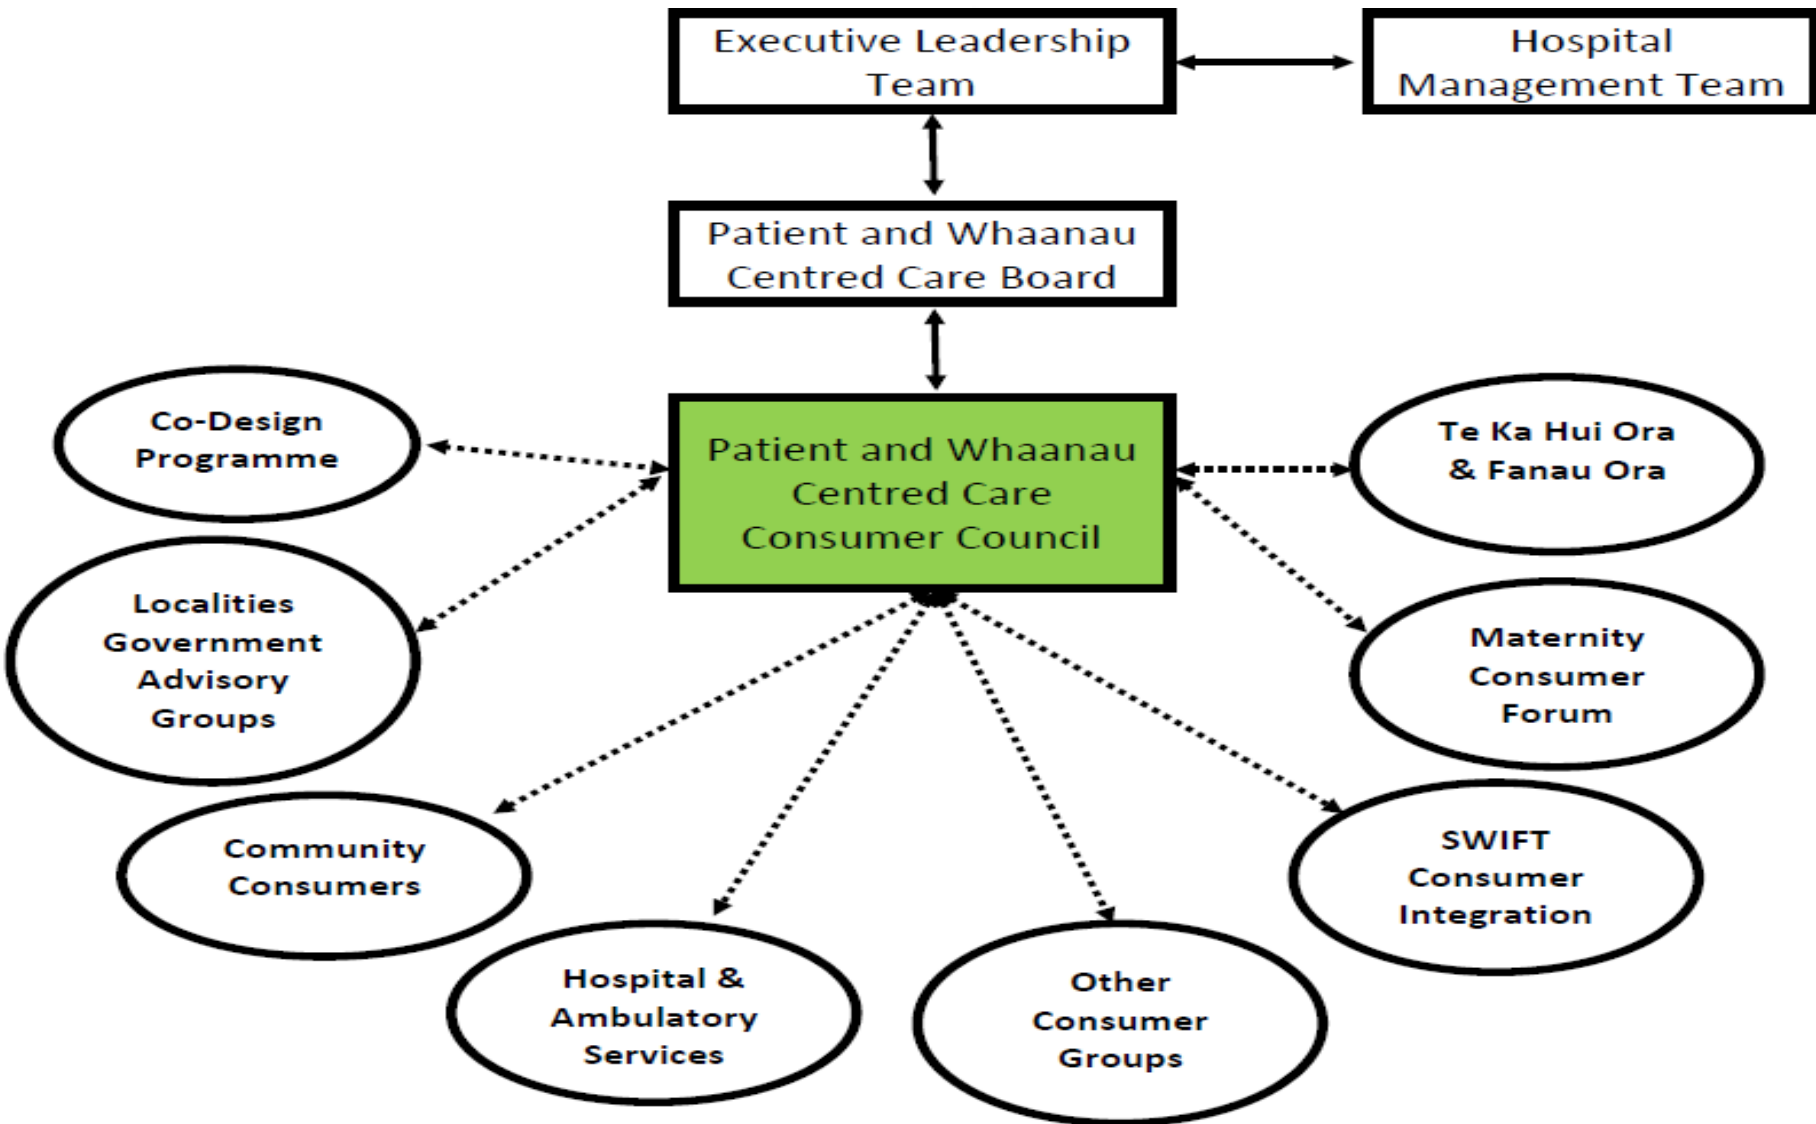 Executive Leadership
Team
Hospital
Management Team
Patient and Whaanau
Centred Care Board
Patient and Whaanau
Centred Care
Consumer Council
Co-Design
Programme
Te Ka Hui Ora
& Fanau Ora
Localities
Government
Advisory
Groups
Maternity
Consumer
Forum
Community
Consumers
SWIFT
Consumer
Integration
Hospital &
Ambulatory
Services
Other
Consumer
Groups